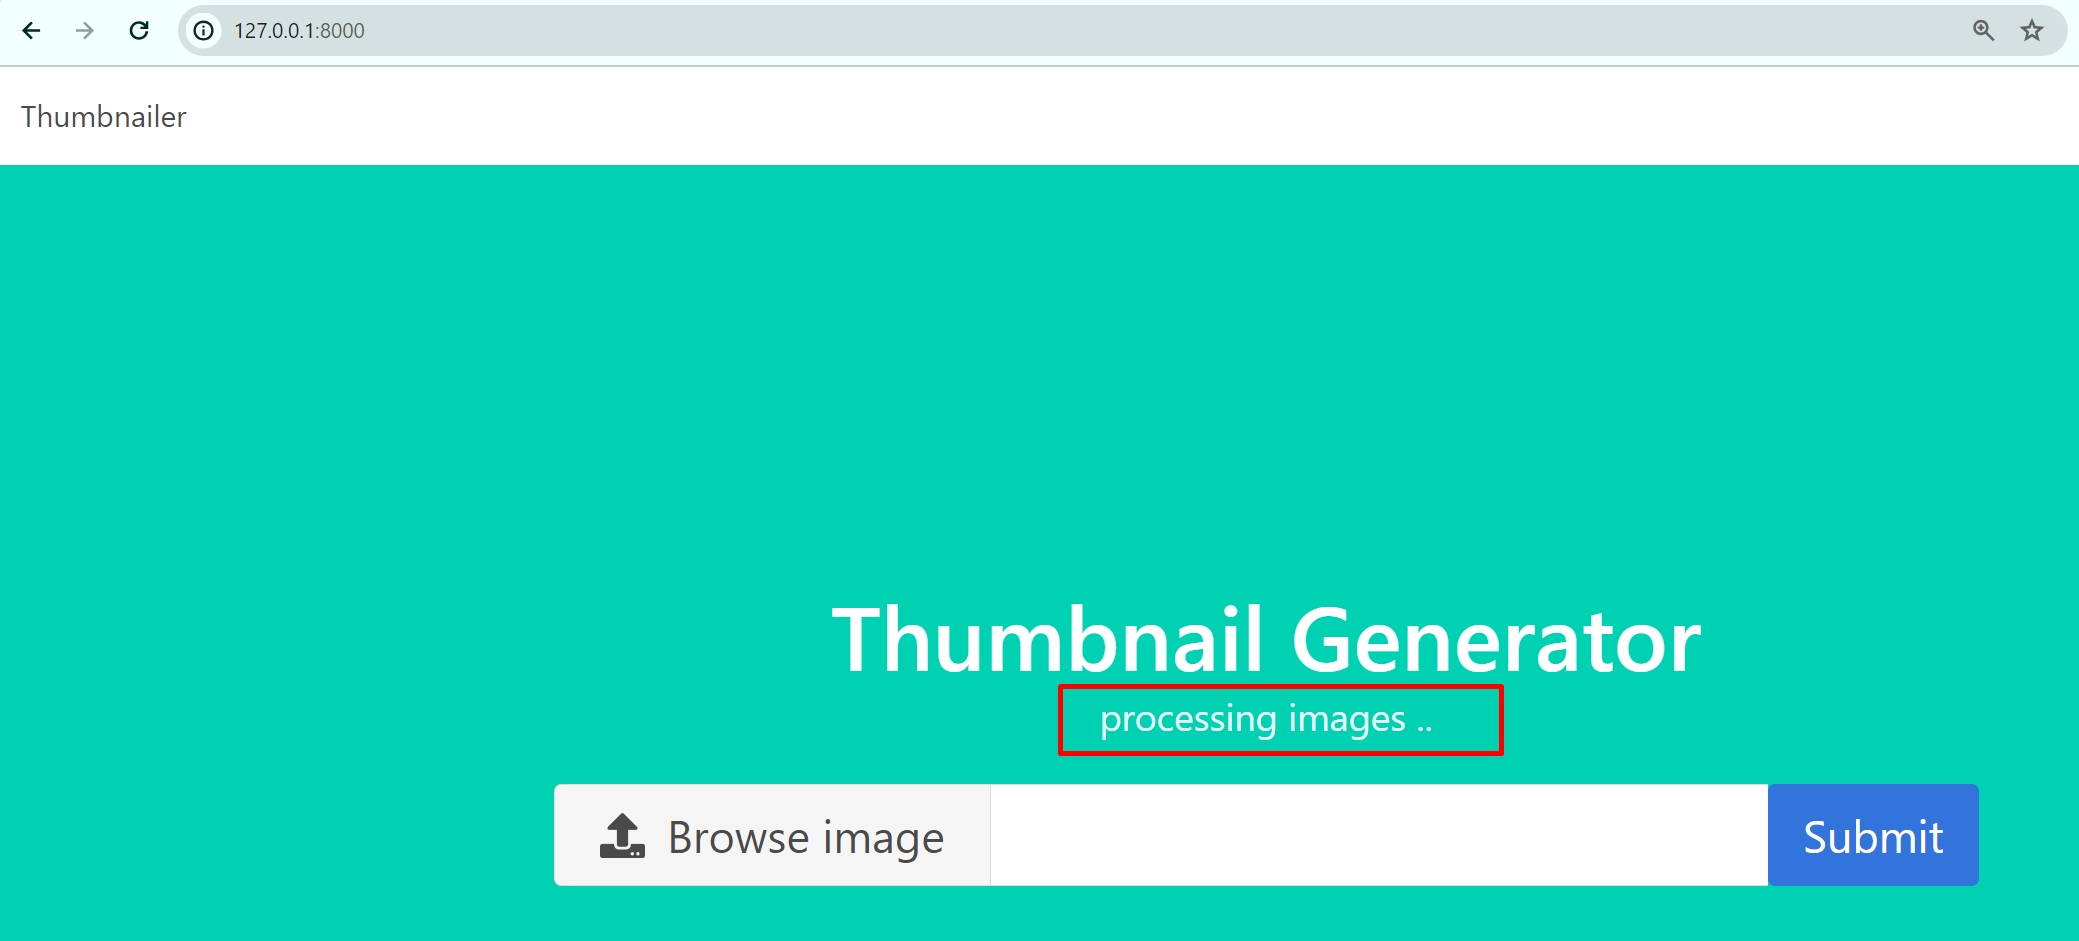 127.0.0.1:8000
Thumbnailer
Thumbnail Generator
processing images ..
Browse image
Submit